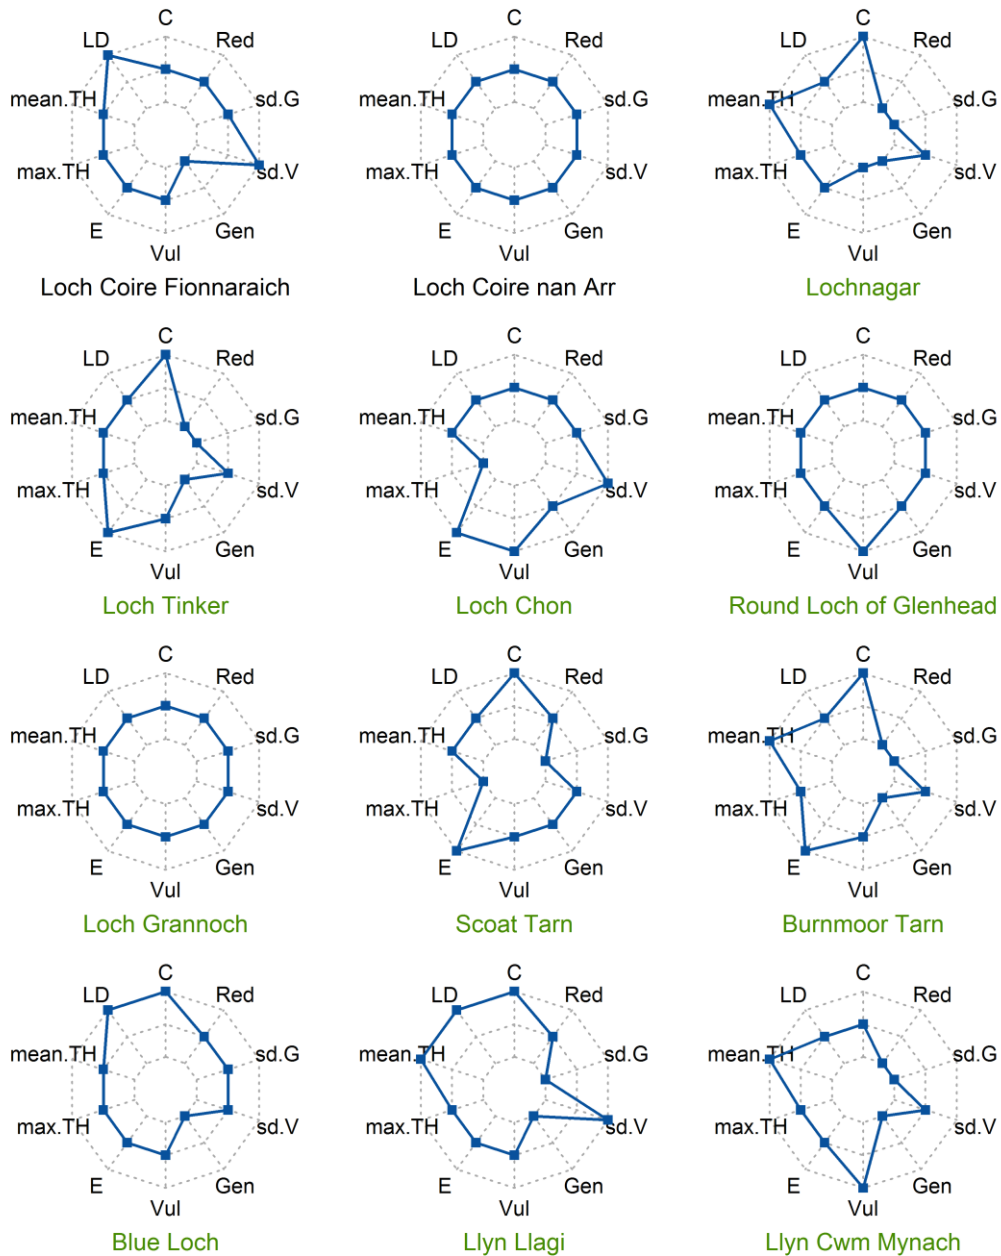 C
LD Red
mean.TH sd.G
max.TH sd.V
E Gen
Vul
Loch Coire Fionnaraich
C
LD Red
mean.TH sd.G
max.TH sd.V
E Gen
Vul
Loch Coire nan Arr
C
LD Red
mean.TH sd.G
max.TH sd.V
E Gen
Vul
Lochnagar
C
LD Red
mean.TH sd.G
max.TH sd.V
E Gen
Vul
Loch Tinker
C
LD Red
mean.TH sd.G
max.TH sd.V
E Gen
Vul
Loch Chon
C
LD Red
mean.TH sd.G
max.TH sd.V
E Gen
Vul
Round Loch of Glenhead
C
LD Red
mean.TH sd.G
max.TH sd.V
E Gen
Vul
Loch Grannoch
C
LD Red
mean.TH sd.G
max.TH sd.V
E Gen
Vul
Scoat Tarn
C
LD Red
mean.TH sd.G
max.TH sd.V
E Gen
Vul
Burnmoor Tarn
C
LD Red
mean.TH sd.G
max.TH sd.V
E Gen
Vul
Blue Loch
C
LD Red
mean.TH sd.G
max.TH sd.V
E Gen
Vul
Llyn Llagi
C
LD Red
mean.TH sd.G
max.TH sd.V
E Gen
Vul
Llyn Cwm Mynach